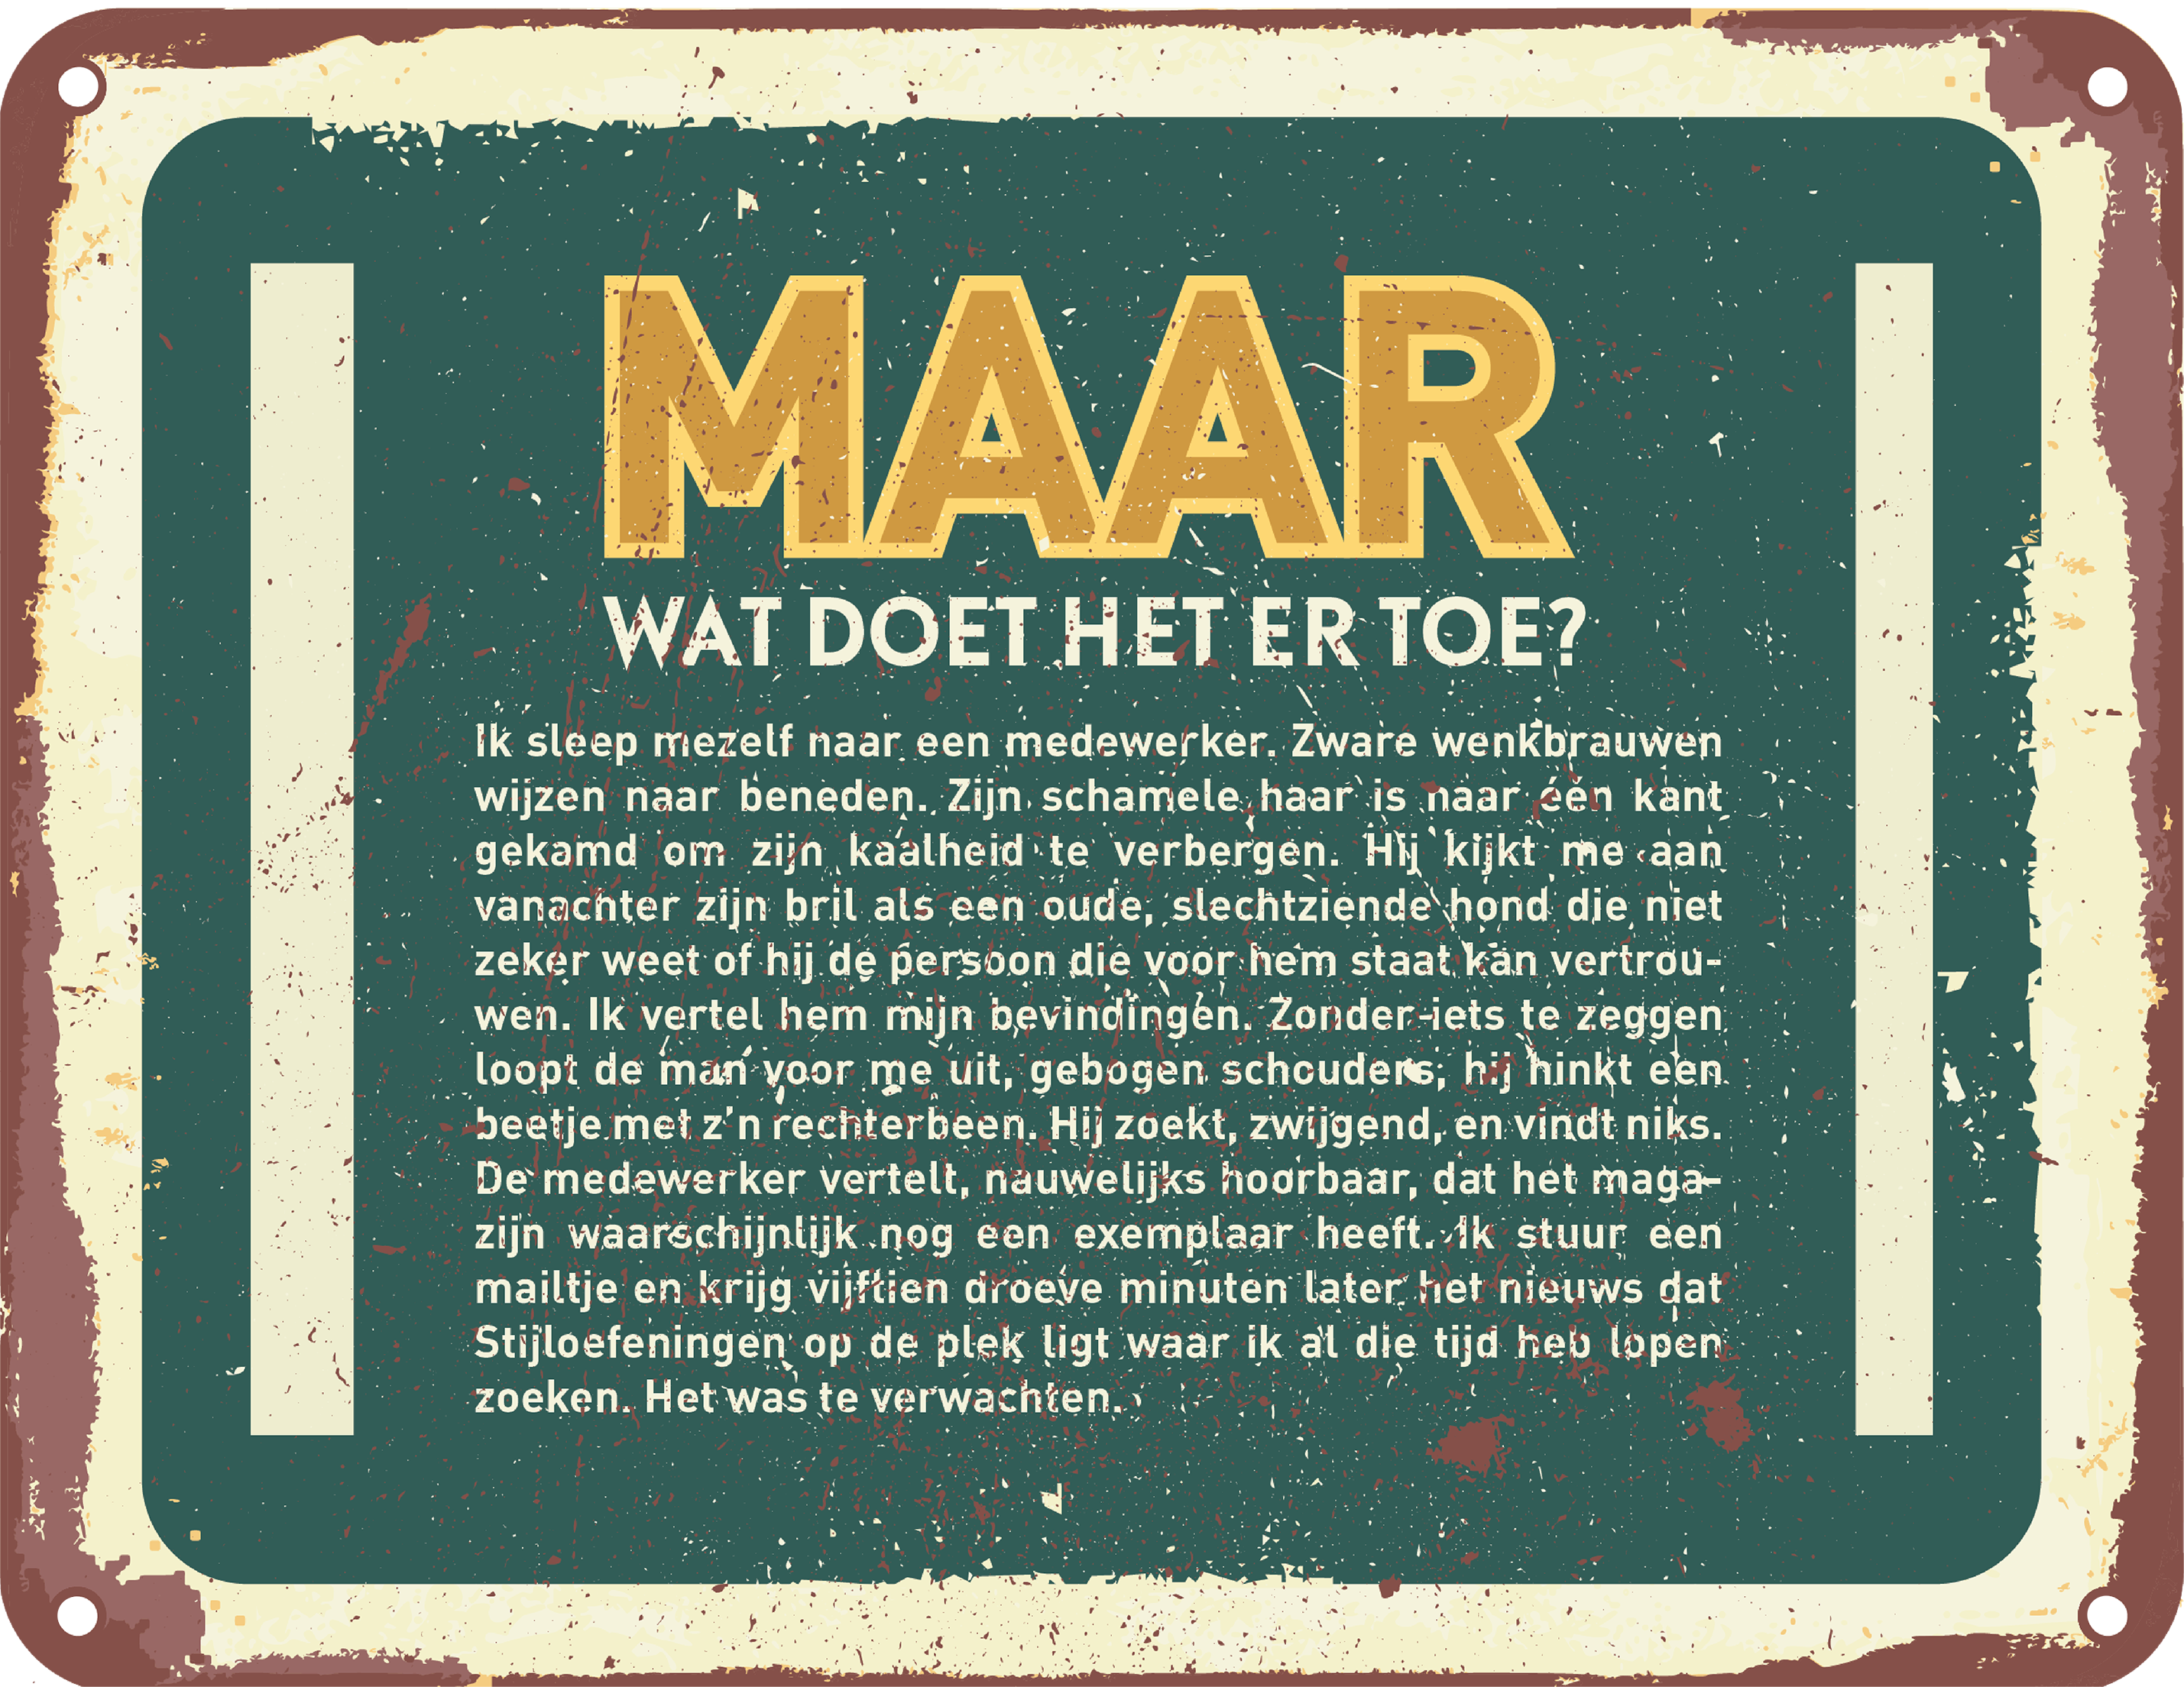 MAAR
WAT DOET HET ER TOE?
Ik sleep mezelf naar een medewerker. Zware wenkbrauwen
wijzen naar beneden. Zijn schamele haar is naar één kant
gekamd om zijn kaalheid te verbergen. Hij kijkt me aan
vanachter zijn bril als een oude, slechtziende hond die niet
zeker weet of hij de persoon die voor hem staat kan vertrou-
wen. Ik vertel hem mijn bevindingen. Zonder iets te zeggen
loopt de man voor me uit, gebogen schouders, hij hinkt een
beetje met z'n rechterbeen. Hij zoekt, zwijgend, en vindt niks.
De medewerker vertelt, nauwelijks hoorbaar, dat het maga-
zijn waarschijnlijk nog een exemplaar heeft. Ik stuur een
mailtje en krijg vijftien droeve minuten later het nieuws dat
Stijloefeningen op de plek ligt waar ik al die tijd heb lopen
zoeken. Het was te verwachten.